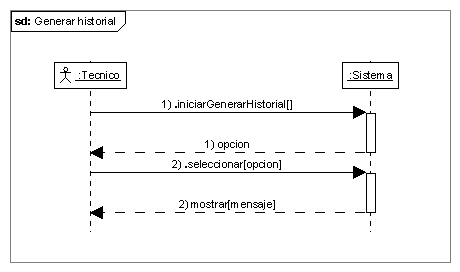 sd: Generar historial
:Tecnico
:Sistema
1) .iniciarGenerarHistorial[]
1) opcion
2) .seleccionar[opcion]
2) mostrar[mensaje]